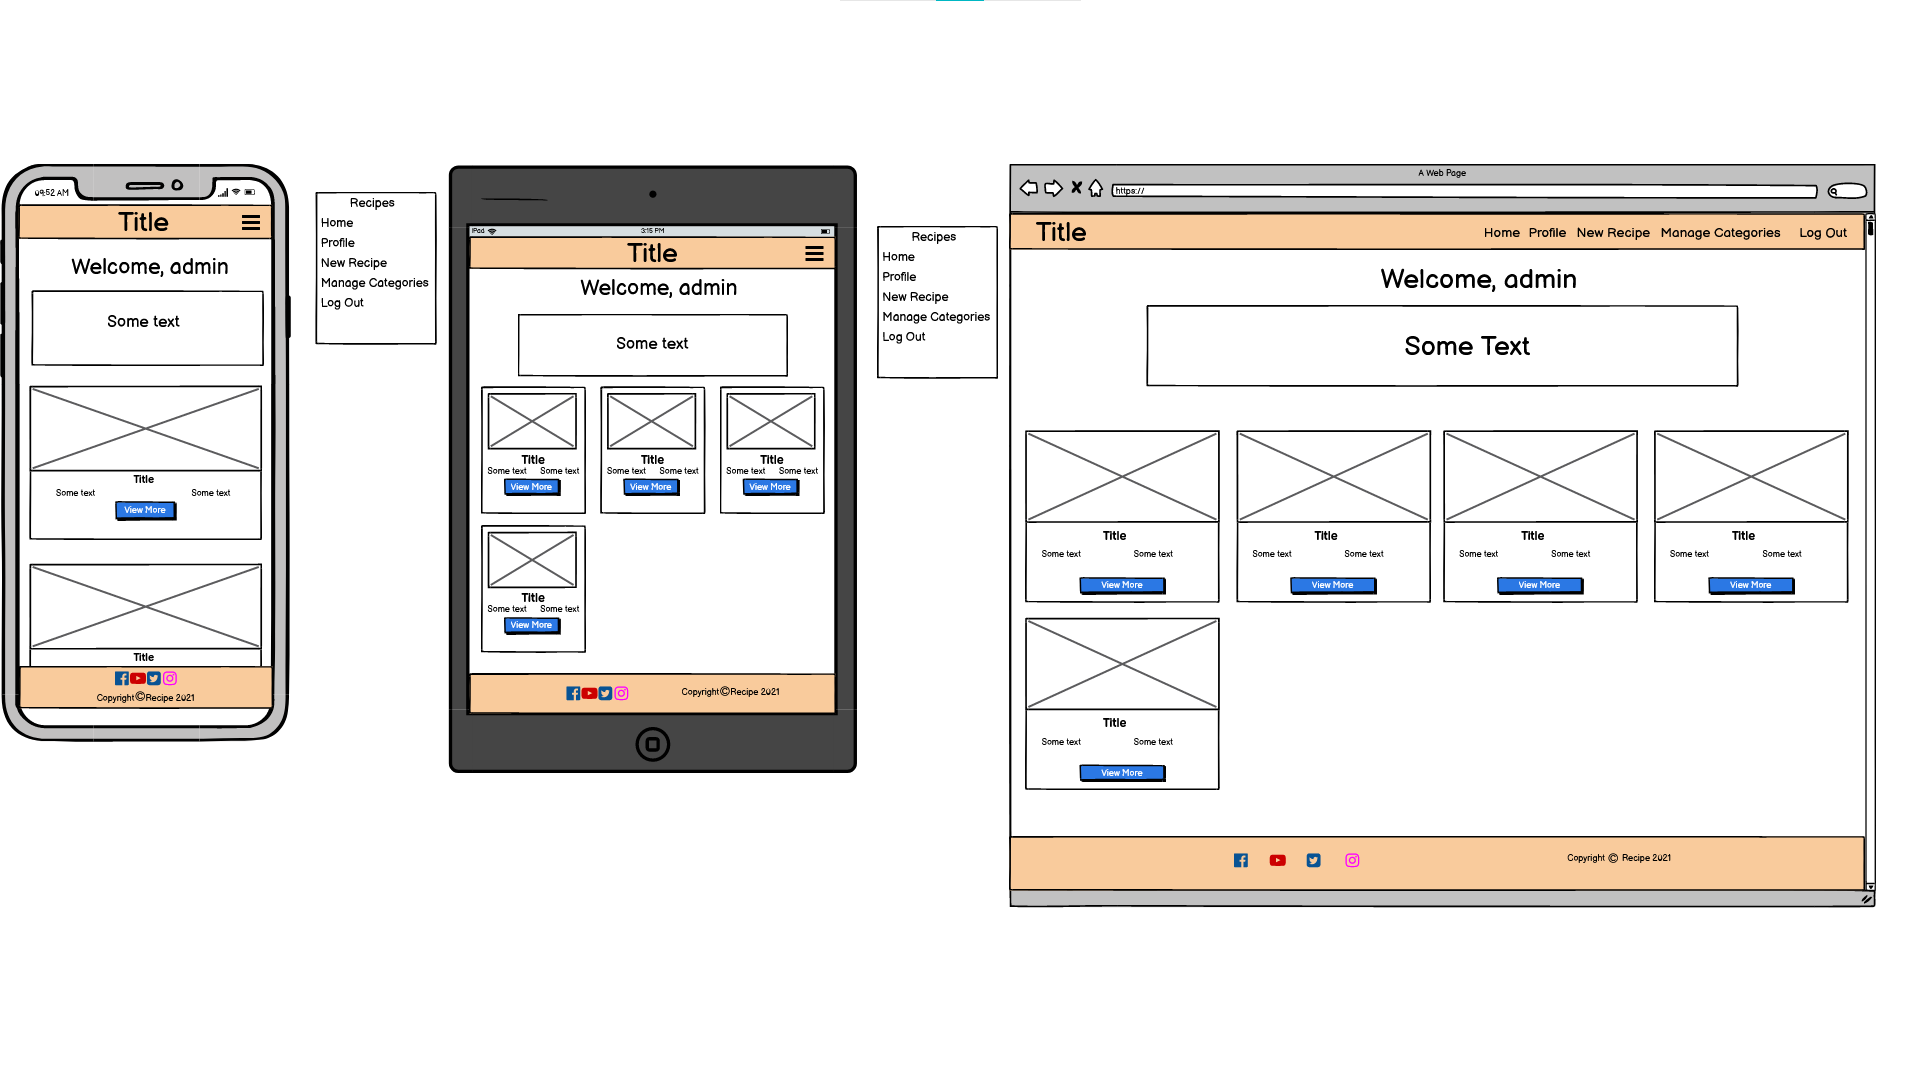 09:52 AM
Title
Welcome, admin
Some text
Title
Some text Some text
View More
Title
Copyright©Recipe 2021
Recipes
Home
Profile
New Recipe
Manage Categories
Log Out
iPad 3:15 PM
Title
Welcome, admin
Some text
Title Title Title
Some text Some text Some text Some text Some text Some text
View More View More View More
Title
Some text Some text
View More
Copyright©Recipe 2021
Recipes
Home
Profile
New Recipe
Manage Categories
Log Out
A Web Page
https://
Title Home Profile New Recipe Manage Categories Log Out
Welcome, admin
Some Text
Title Title Title Title
Some text Some text Some text Some text Some text Some text Some text Some text
View More View More View More View More
Title
Some text Some text
View More
Copyright © Recipe 2021